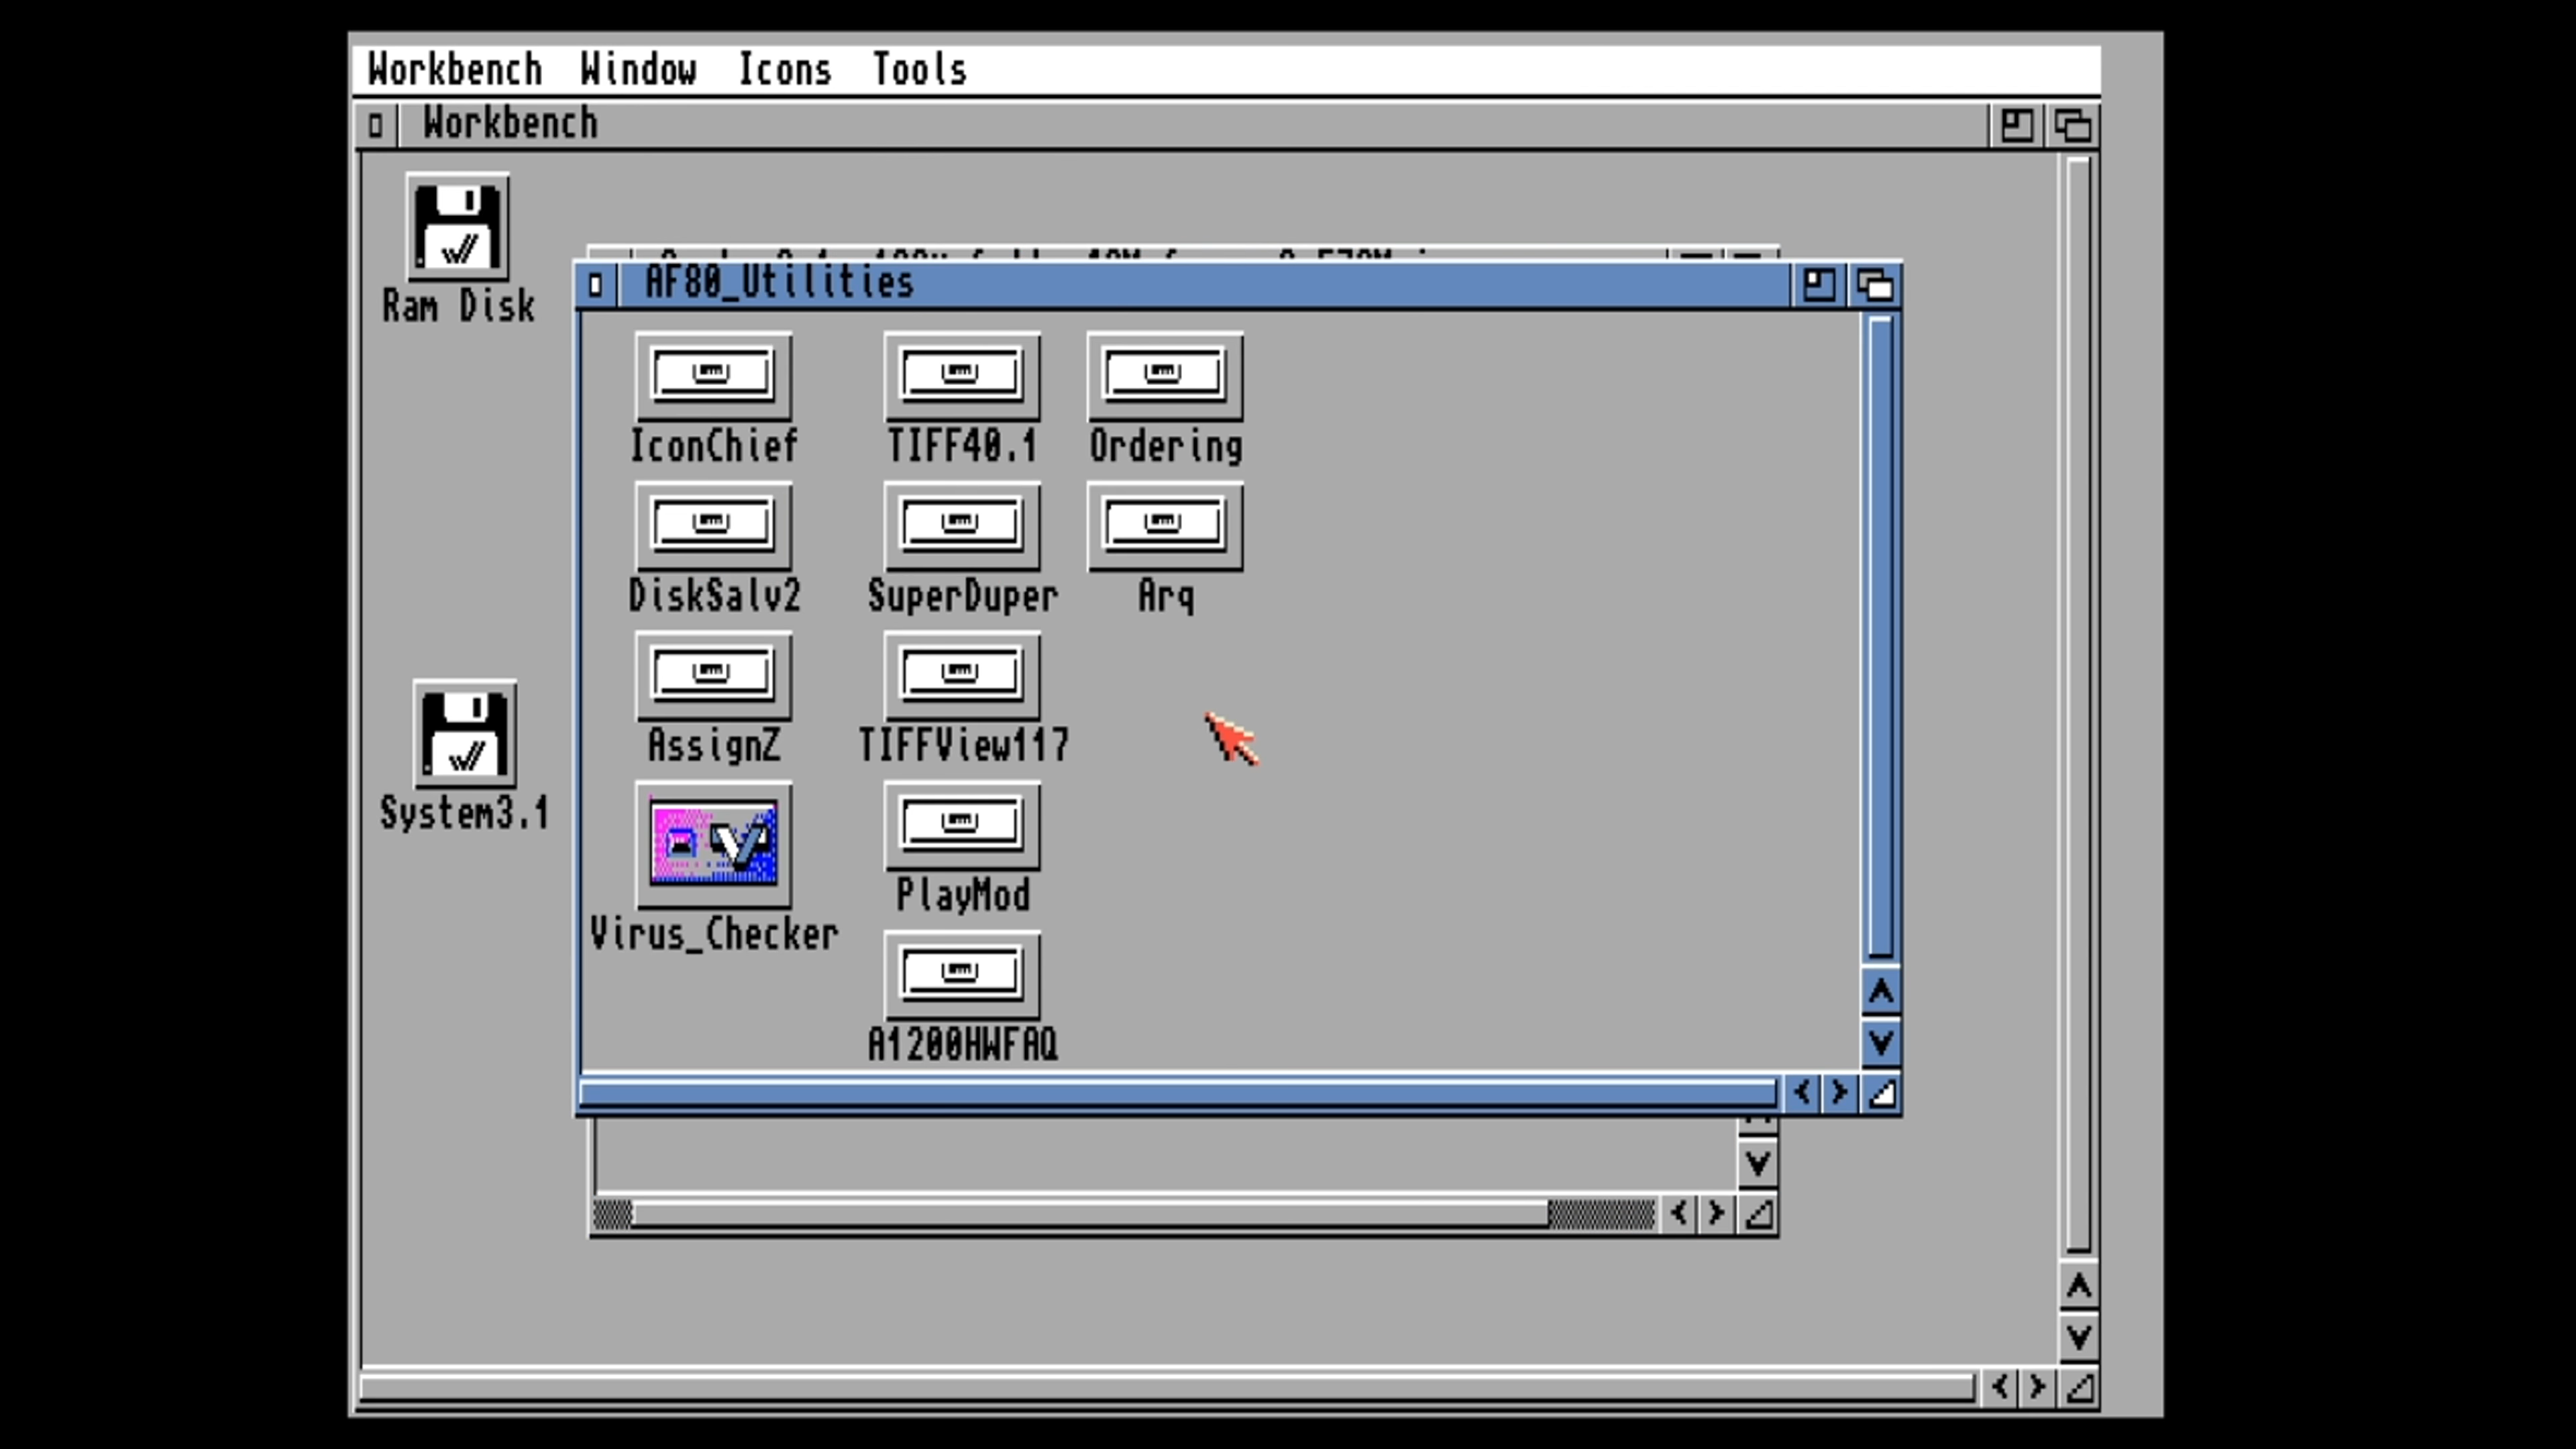 Workbench Window Icons Tools
Workbench
Ram Disk
AF80_Utilities
IconChief TIFF40.1 Ordering
DiskSalv2 SuperDuper Arq
AssignZ TIFFView117
System3.1
PlayMod
Virus_Checker
A1200HWFAQ